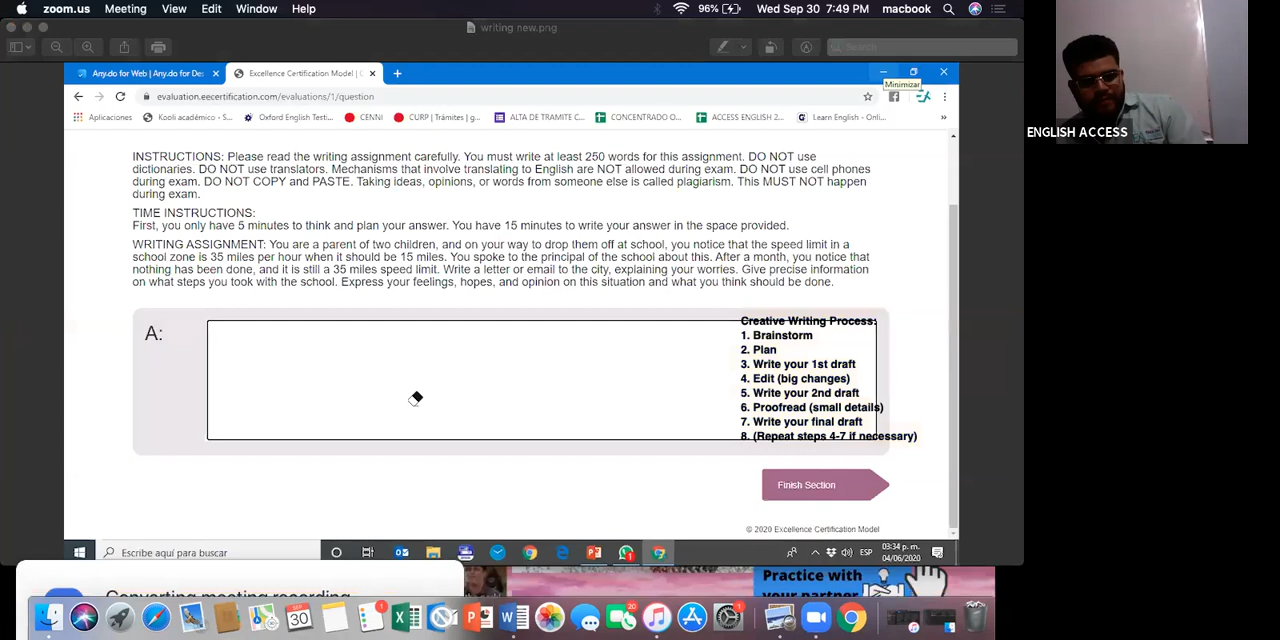 zoom.us Meeting View Edit Window Help 96% Wed Sep 30 7:49 PM macbook
writing new.png
Search
Any.do for Web | Any.do for Des
Excellence Certification Model | C
Minimizar
evaluation.eecertification.com/evaluations/1/question
Aplicaciones Kooli académico - S... Oxford English Testi... CENNI CURP | Trámites | g... ALTA DE TRAMITE C... CONCENTRADO O... ACCESS ENGLISH 2... Learn English - Onli... »
ENGLISH ACCESS
INSTRUCTIONS: Please read the writing assignment carefully. You must write at least 250 words for this assignment. DO NOT use
dictionaries. DO NOT use translators. Mechanisms that involve translating to English are NOT allowed during exam. DO NOT use cell phones
during exam. DO NOT COPY and PASTE. Taking ideas, opinions, or words from someone else is called plagiarism. This MUST NOT happen
during exam.
TIME INSTRUCTIONS:
First, you only have 5 minutes to think and plan your answer. You have 15 minutes to write your answer in the space provided.
WRITING ASSIGNMENT: You are a parent of two children, and on your way to drop them off at school, you notice that the speed limit in a
school zone is 35 miles per hour when it should be 15 miles. You spoke to the principal of the school about this. After a month, you notice that
nothing has been done, and it is still a 35 miles speed limit. Write a letter or email to the city, explaining your worries. Give precise information
on what steps you took with the school. Express your feelings, hopes, and opinion on this situation and what you think should be done.
A:
Creative Writing Process:
1. Brainstorm
2. Plan
3. Write your 1st draft
4. Edit (big changes)
5. Write your 2nd draft
6. Proofread (small details)
7. Write your final draft
8. (Repeat steps 4-7 if necessary)
Finish Section
© 2020 Excellence Certification Model
Escribe aquí para buscar
ESP
03:34 p. m.
04/06/2020
Converting meeting recording
Practice with
your partner
SEP
30
1
20
1